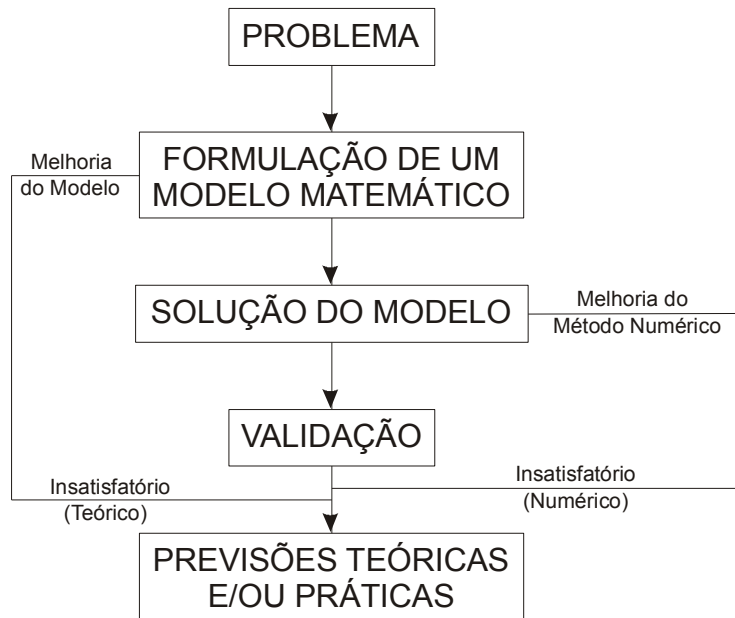 PROBLEMA
Melhoria
do Modelo
FORMULAÇÃO DE UM
MODELO MATEMÁTICO
SOLUÇÃO DO MODELO
Melhoria do
Método Numérico
VALIDAÇÃO
Insatisfatório
(Teórico)
Insatisfatório
(Numérico)
PREVISÕES TEÓRICAS
E/OU PRÁTICAS